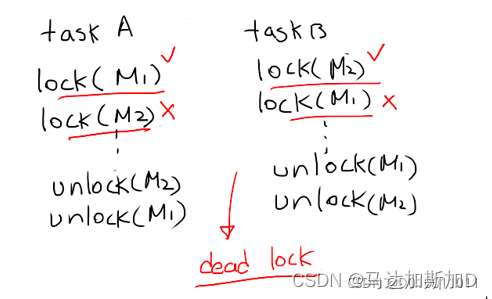 task A
lock(M1) ✓
lock(M2) ×
unlock(M2)
unlock(M1)
task B
lock(M2) ✓
lock(M1) ×
unlock(M1)
unlock(M2)
dead lock
CSDN @马达加斯加D